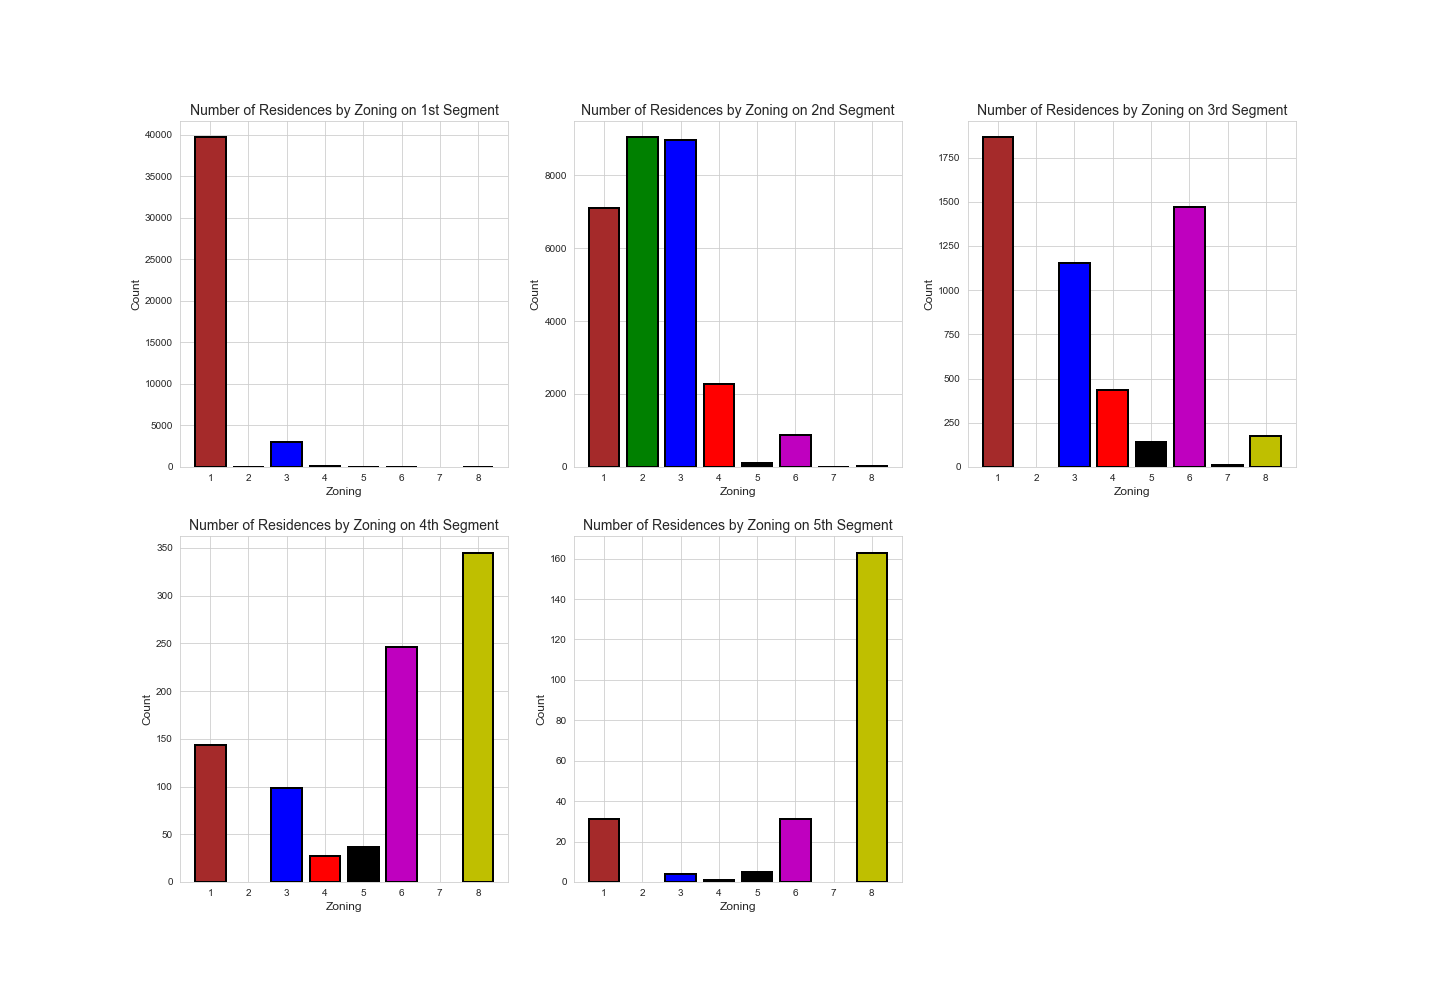 Number of Residences by Zoning on 1st Segment
40000
35000
30000
25000
20000
15000
10000
5000
0
Count
1 2 3 4 5 6 7 8
Zoning
Number of Residences by Zoning on 2nd Segment
8000
6000
4000
2000
0
Count
1 2 3 4 5 6 7 8
Zoning
Number of Residences by Zoning on 3rd Segment
1750
1500
1250
1000
750
500
250
0
Count
1 2 3 4 5 6 7 8
Zoning
Number of Residences by Zoning on 4th Segment
350
300
250
200
150
100
50
0
Count
1 2 3 4 5 6 7 8
Zoning
Number of Residences by Zoning on 5th Segment
160
140
120
100
80
60
40
20
0
Count
1 2 3 4 5 6 7 8
Zoning